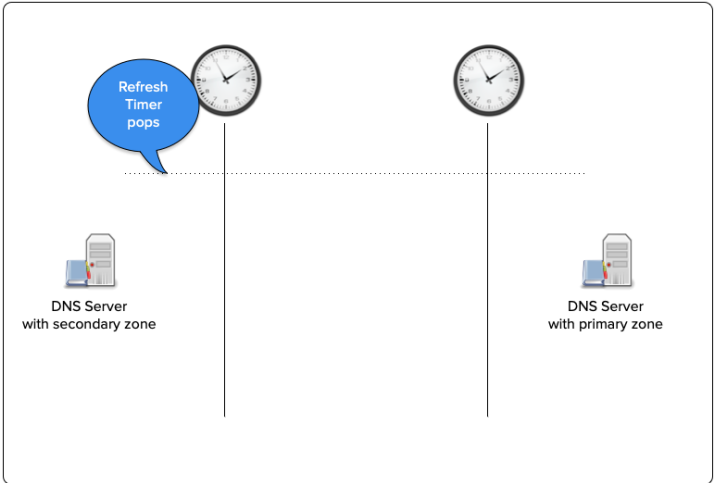 Refresh
Timer
pops
DNS Server
with secondary zone
DNS Server
with primary zone